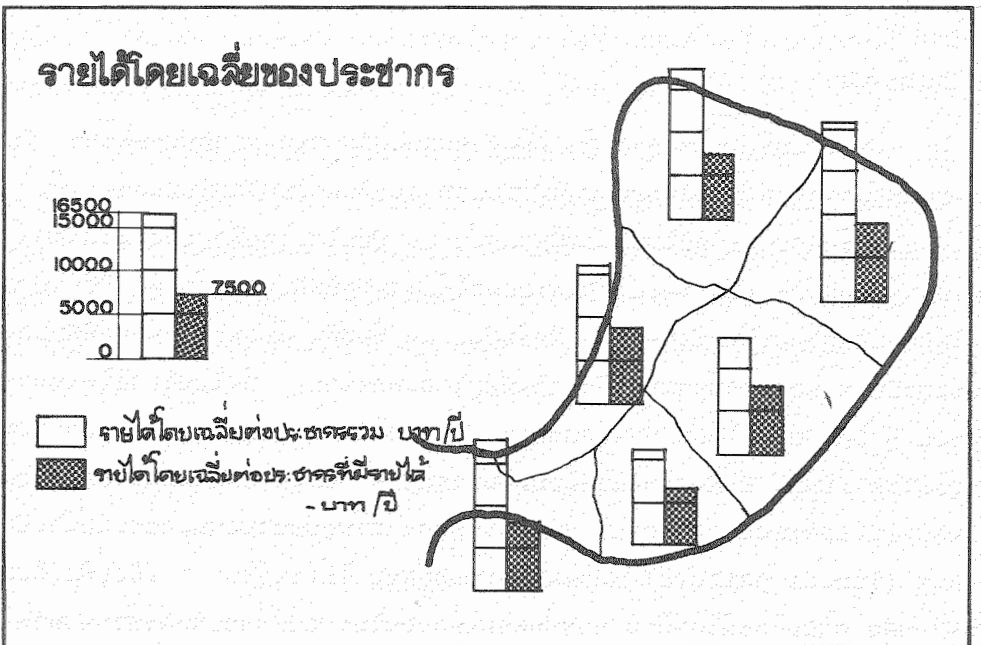 รายได้โดยเฉลี่ยของประชากร
16500
15000
10000
7500
5000
0
รายได้โดยเฉลี่ยต่อประชากรรวม บาท/ปี
รายได้โดยเฉลี่ยต่อประชากรที่มีรายได้
- บาท /ปี